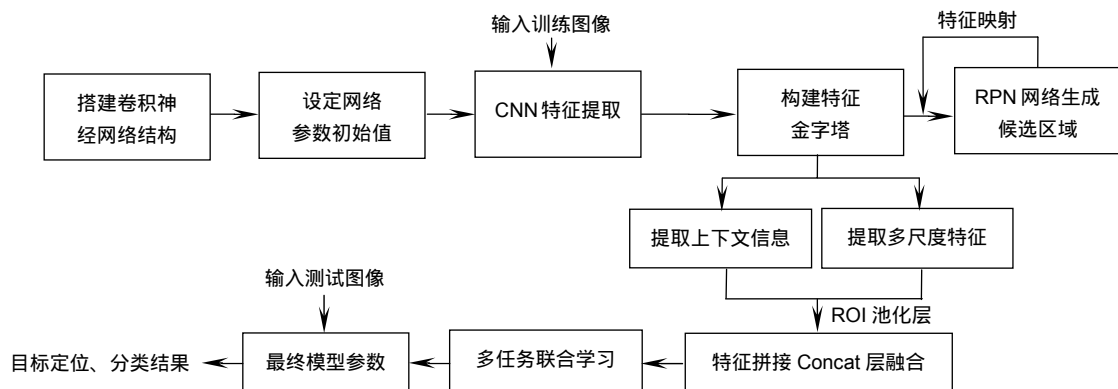 输入训练图像
特征映射
搭建卷积神
经网络结构
设定网络
参数初始值
CNN 特征提取
构建特征
金字塔
RPN 网络生成
候选区域
提取上下文信息
提取多尺度特征
输入测试图像
ROI 池化层
目标定位、分类结果
最终模型参数
多任务联合学习
特征拼接 Concat 层融合